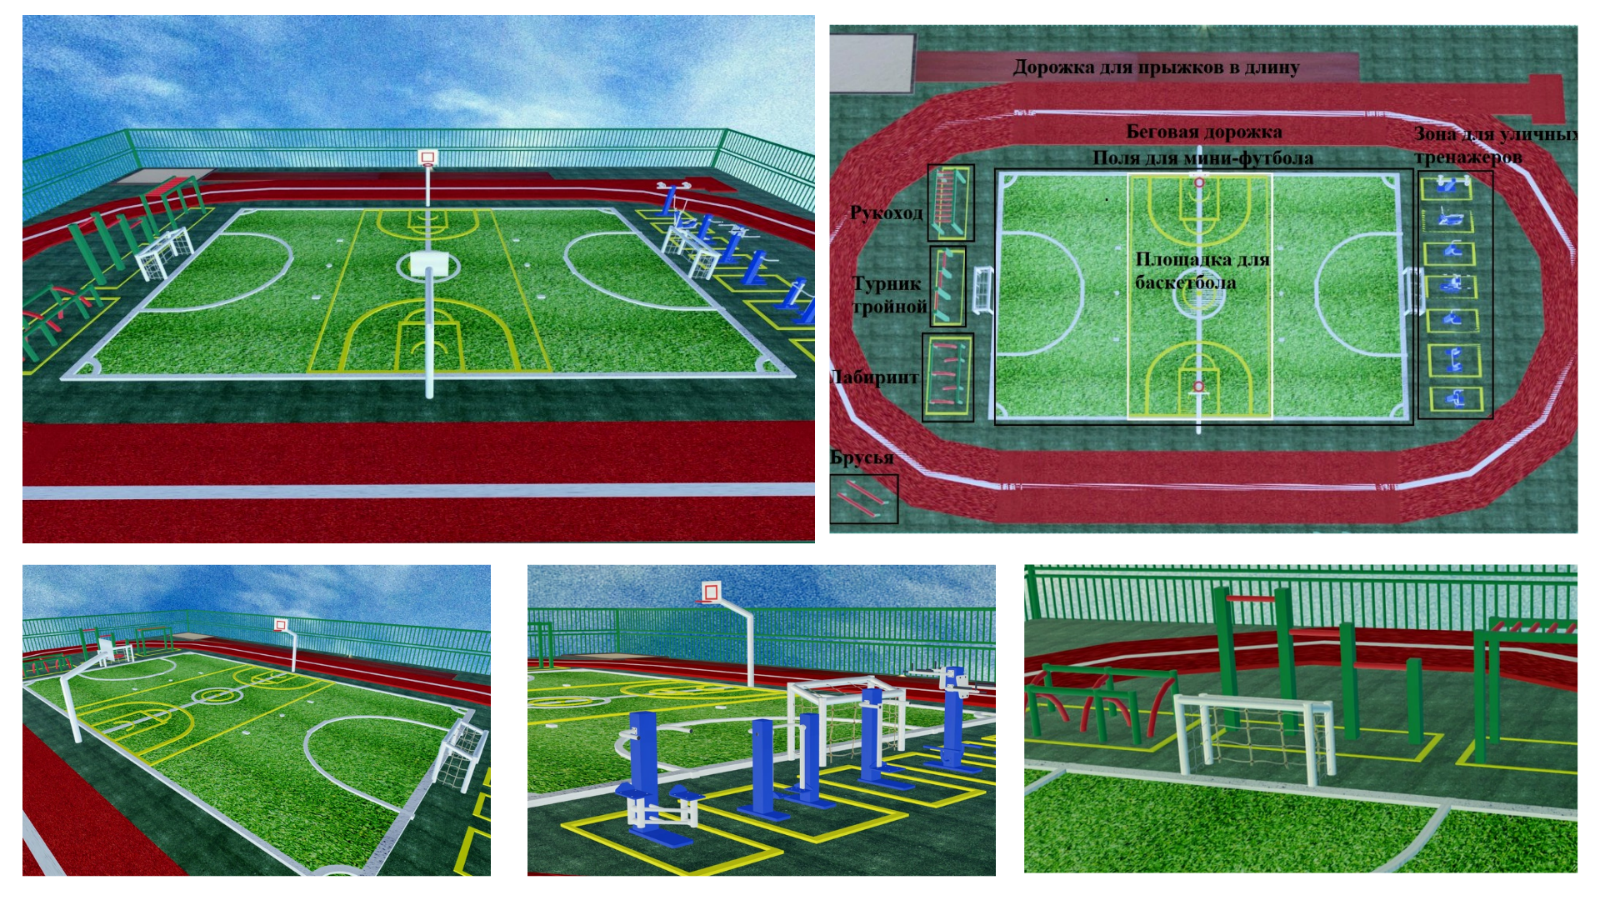 Дорожка для прыжков в длину
Беговая дорожка
Зона для уличных
тренажеров
Поля для мини-футбола
Рукоход
Площадка для
баскетбола
Турник
тройной
Лабиринт
Брусья